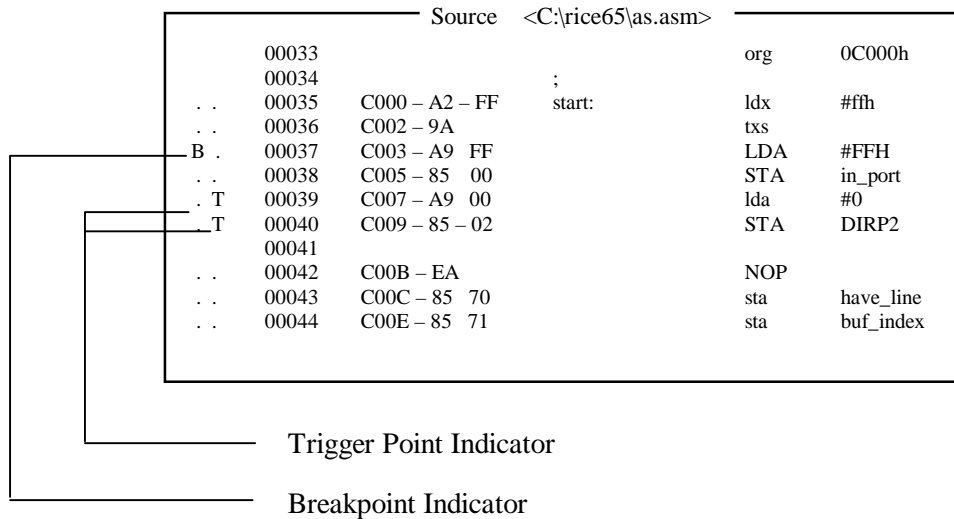 Source <C:\rice65\as.asm>
00033 org 0C000h
00034 ;
. . 00035 C000 – A2 – FF start: ldx #ffh
. . 00036 C002 – 9A txs
B . 00037 C003 – A9 FF LDA #FFH
. . 00038 C005 – 85 00 STA in_port
. T 00039 C007 – A9 00 lda #0
. T 00040 C009 – 85 – 02 STA DIRP2
00041
. . 00042 C00B – EA NOP
. . 00043 C00C – 85 70 sta have_line
. . 00044 C00E – 85 71 sta buf_index
Trigger Point Indicator
Breakpoint Indicator